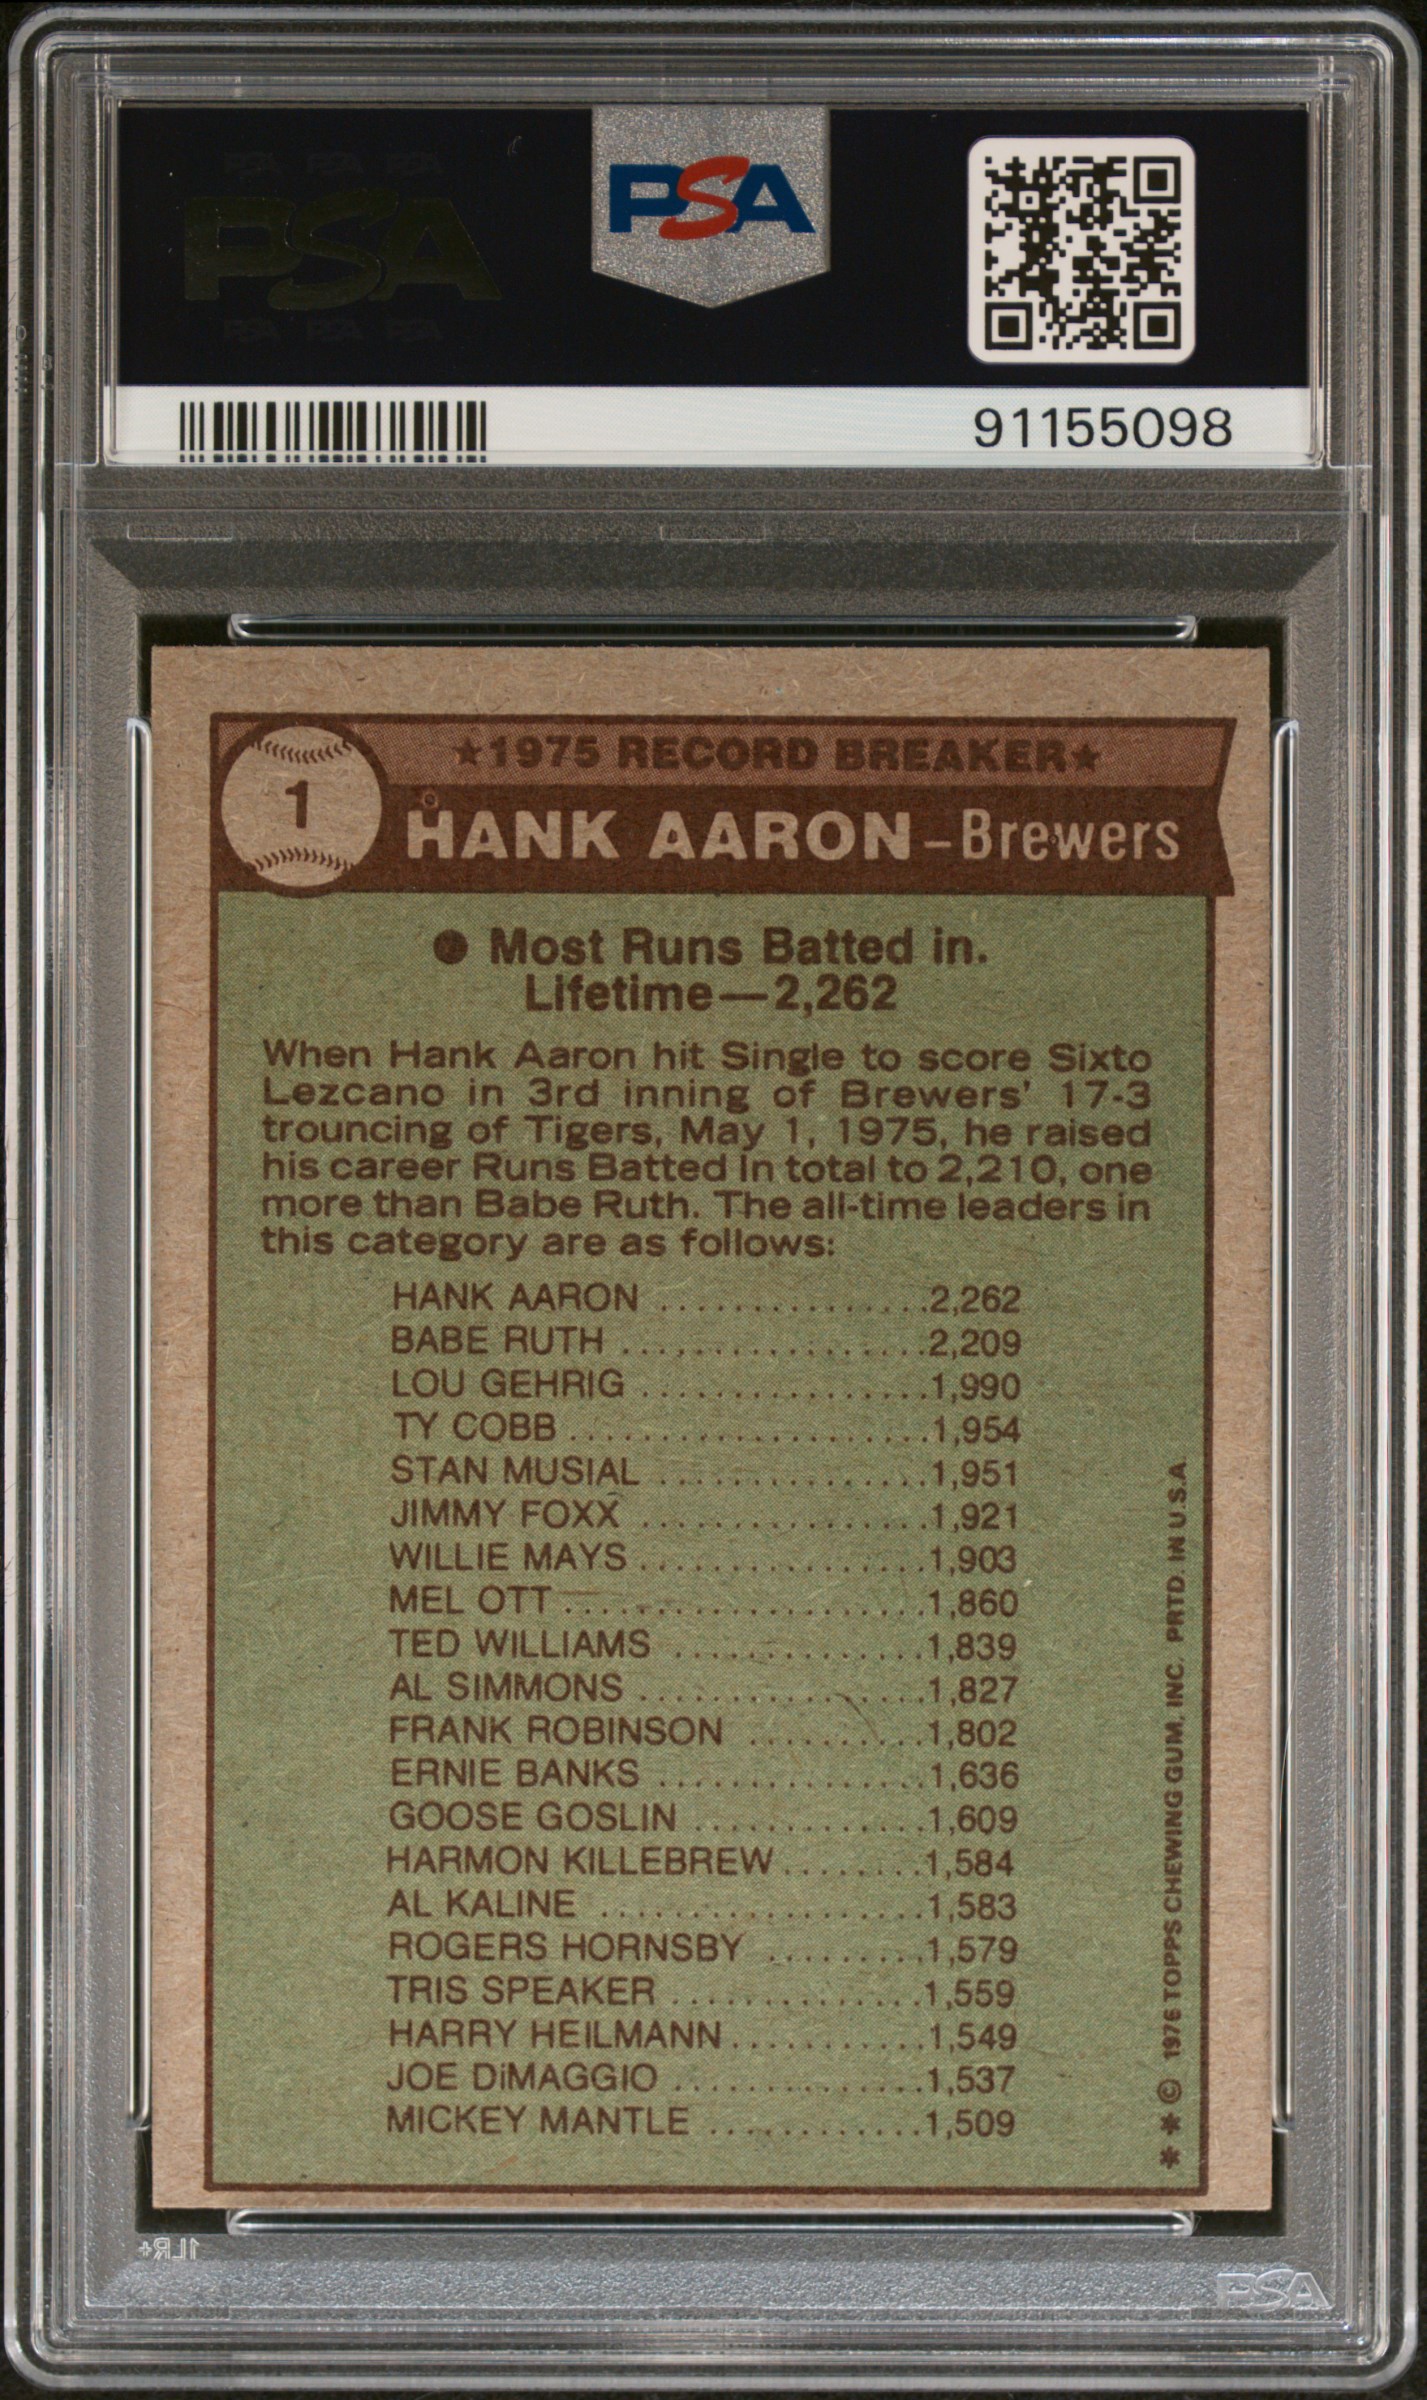 PSA PSA PSA
PSA
PSA PSA PSA
PSA
91155098
1
★1975 RECORD BREAKER★
HANK AARON – Brewers
● Most Runs Batted in.
Lifetime—2,262
When Hank Aaron hit Single to score Sixto
Lezcano in 3rd inning of Brewers' 17-3
trouncing of Tigers, May 1, 1975, he raised
his career Runs Batted In total to 2,210, one
more than Babe Ruth. The all-time leaders in
this category are as follows:
HANK AARON ...............2,262
BABE RUTH .................2,209
LOU GEHRIG ................1,990
TY COBB ....................1,954
STAN MUSIAL ...............1,951
JIMMY FOXX ................1,921
WILLIE MAYS ................1,903
MEL OTT ....................1,860
TED WILLIAMS ..............1,839
AL SIMMONS ................1,827
FRANK ROBINSON ..........1,802
ERNIE BANKS ...............1,636
GOOSE GOSLIN .............1,609
HARMON KILLEBREW ........1,584
AL KALINE ..................1,583
ROGERS HORNSBY .........1,579
TRIS SPEAKER ..............1,559
HARRY HEILMANN ...........1,549
JOE DiMAGGIO ..............1,537
MICKEY MANTLE ............1,509
✱ ✱ © 1976 TOPPS CHEWING GUM, INC. PRTD. IN U.S.A.
1LR+
PSA